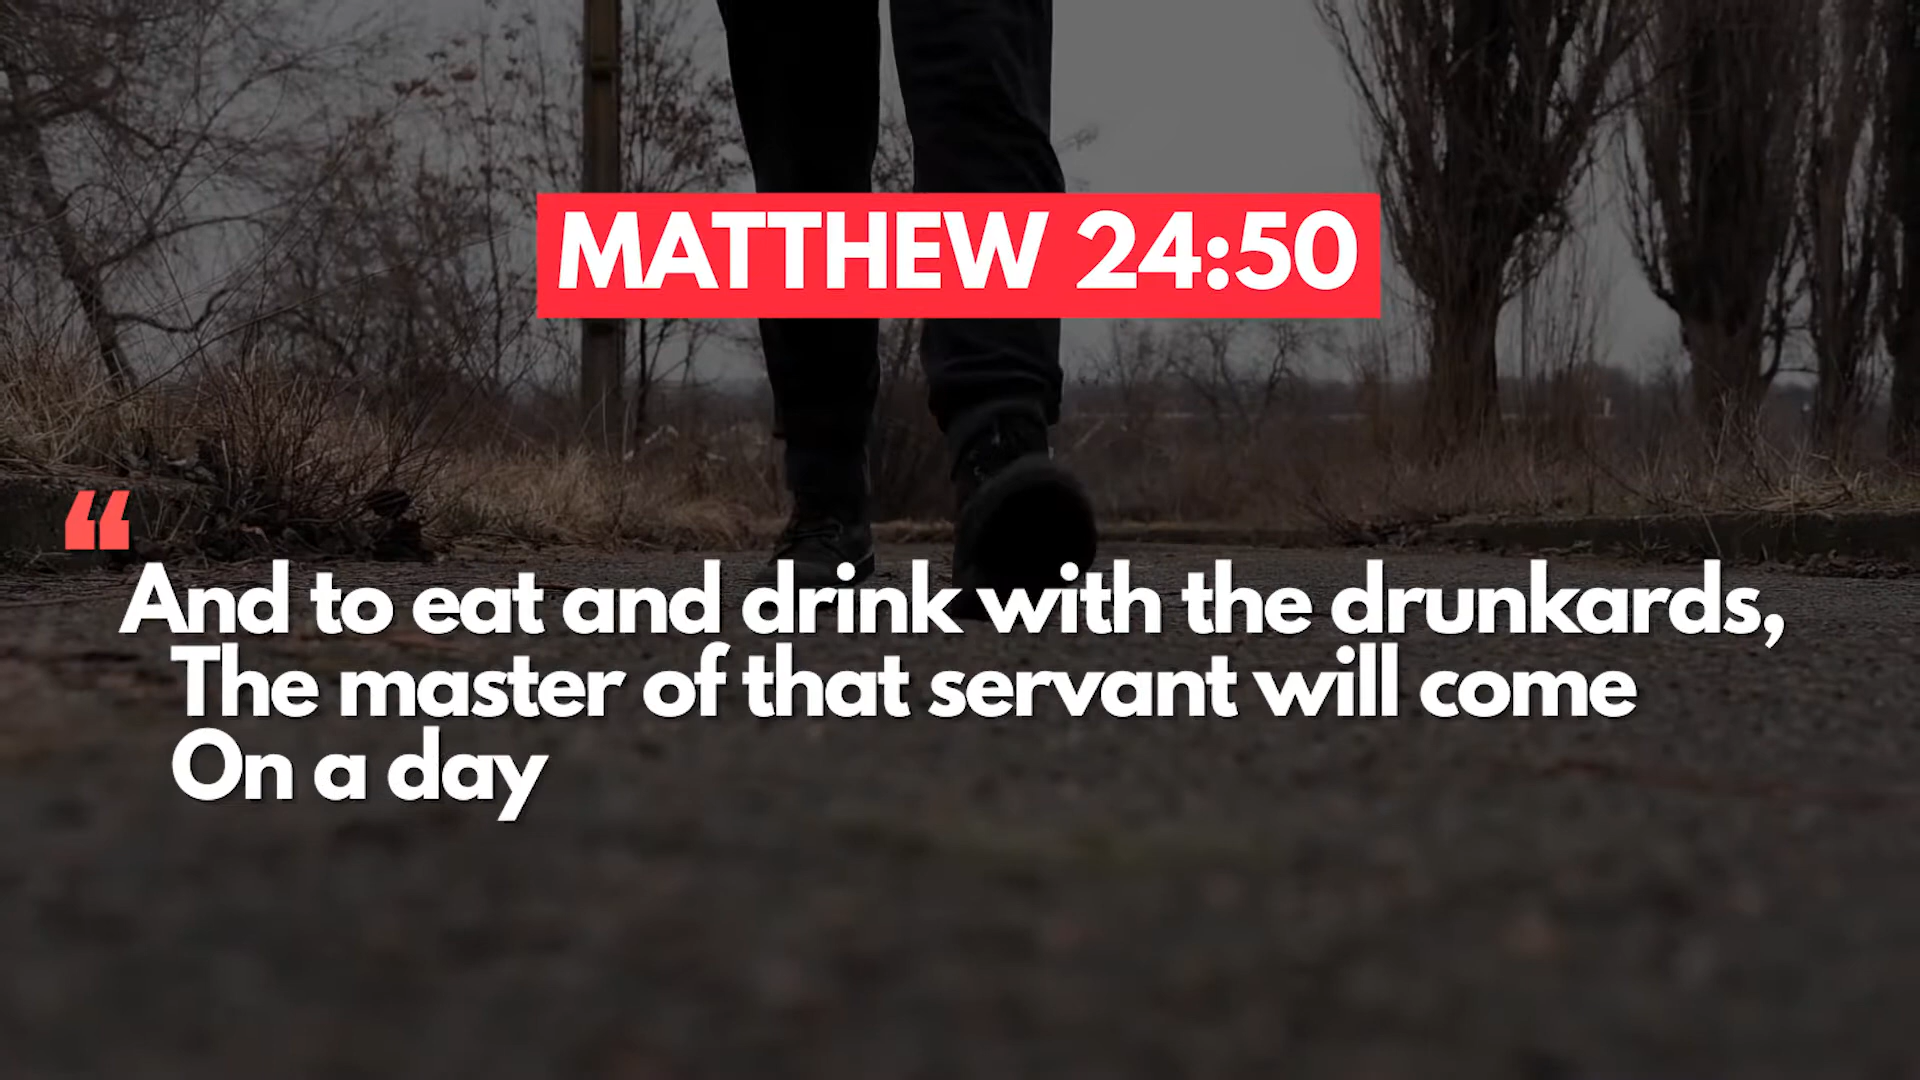 MATTHEW 24:50
“
And to eat and drink with the drunkards,
The master of that servant will come
On a day